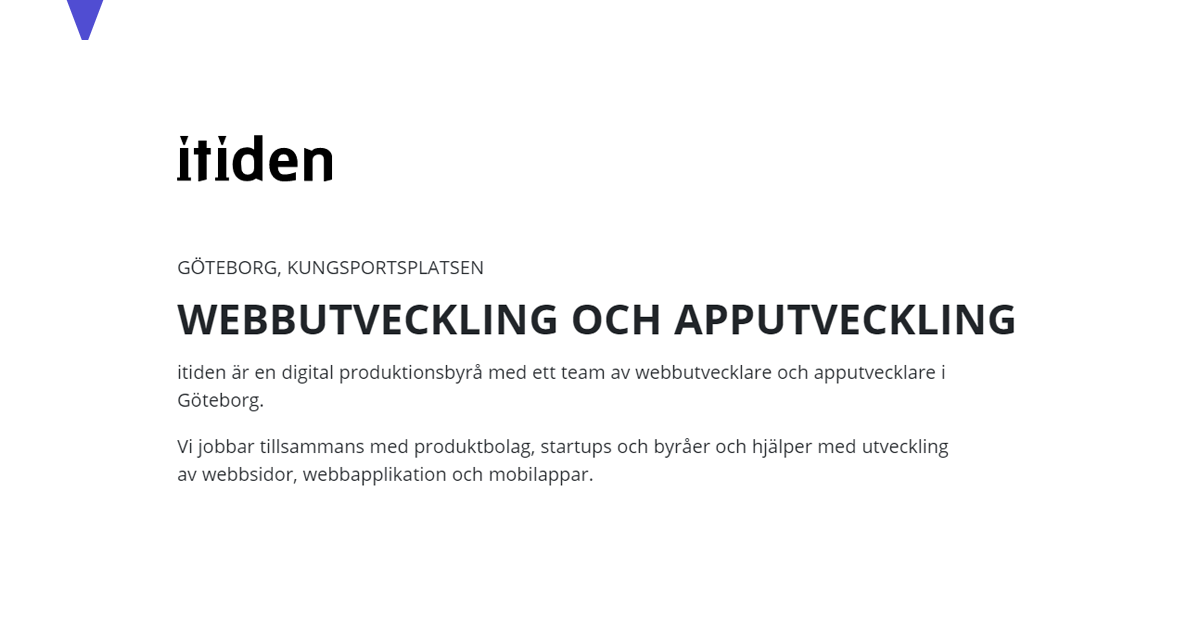 itiden
GÖTEBORG, KUNGSPORTSPLATSEN
WEBBUTVECKLING OCH APPUTVECKLING
itiden är en digital produktionsbyrå med ett team av webbutvecklare och apputvecklare i
Göteborg.
Vi jobbar tillsammans med produktbolag, startups och byråer och hjälper med utveckling
av webbsidor, webbapplikation och mobilappar.